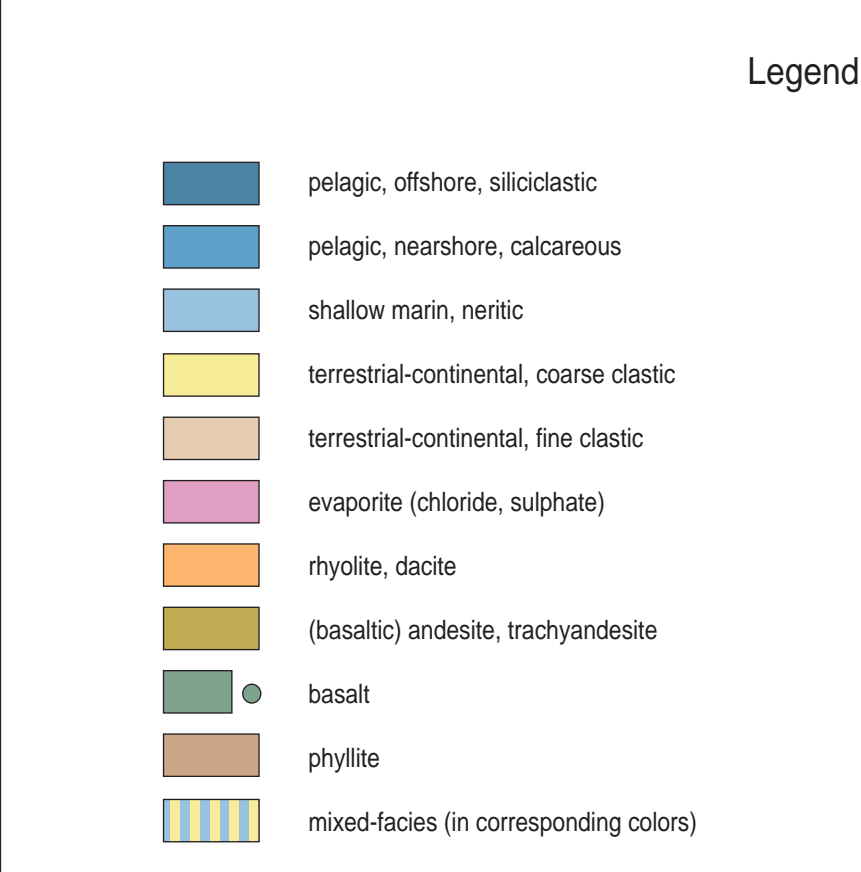 Legend
pelagic, offshore, siliciclastic
pelagic, nearshore, calcareous
shallow marin, neritic
terrestrial-continental, coarse clastic
terrestrial-continental, fine clastic
evaporite (chloride, sulphate)
rhyolite, dacite
(basaltic) andesite, trachyandesite
basalt
phyllite
mixed-facies (in corresponding colors)